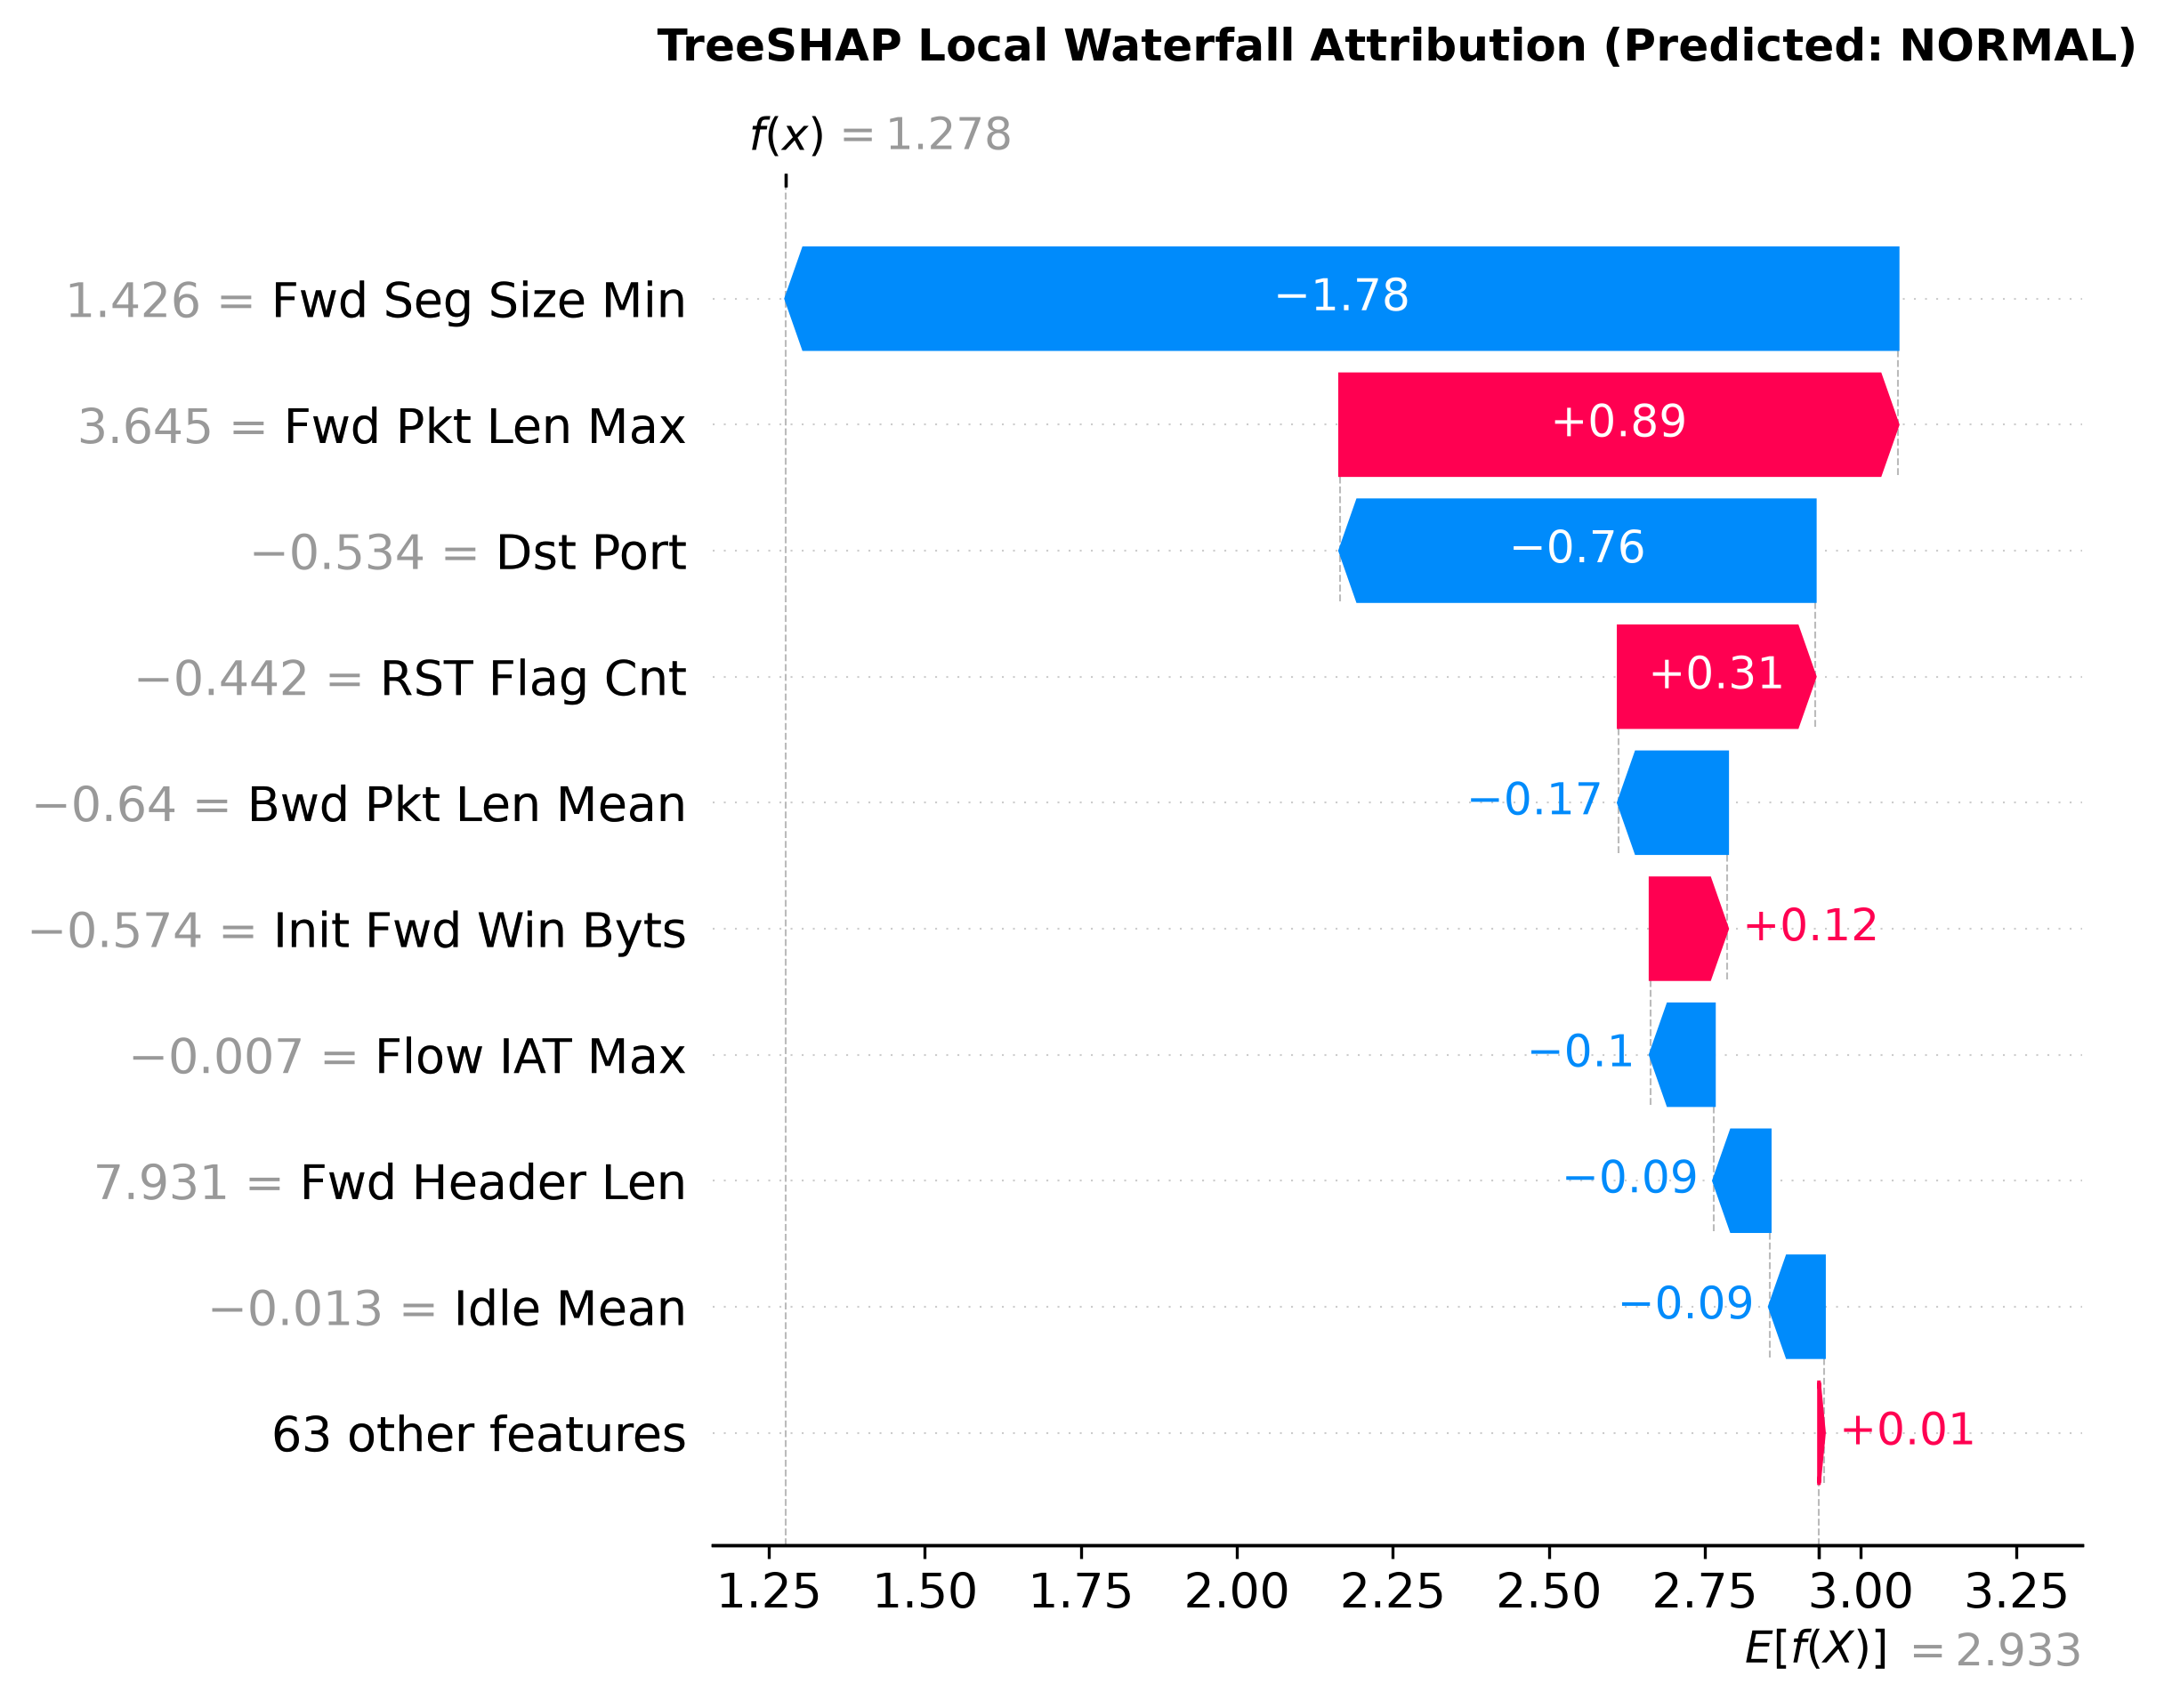 TreeSHAP Local Waterfall Attribution (Predicted: NORMAL)
f(x) = 1.278
1.426 = Fwd Seg Size Min
−1.78
3.645 = Fwd Pkt Len Max
+0.89
−0.534 = Dst Port
−0.76
−0.442 = RST Flag Cnt
+0.31
−0.64 = Bwd Pkt Len Mean
−0.17
−0.574 = Init Fwd Win Byts
+0.12
−0.007 = Flow IAT Max
−0.1
7.931 = Fwd Header Len
−0.09
−0.013 = Idle Mean
−0.09
63 other features
+0.01
1.25 1.50 1.75 2.00 2.25 2.50 2.75 3.00 3.25
E[f(X)] = 2.933